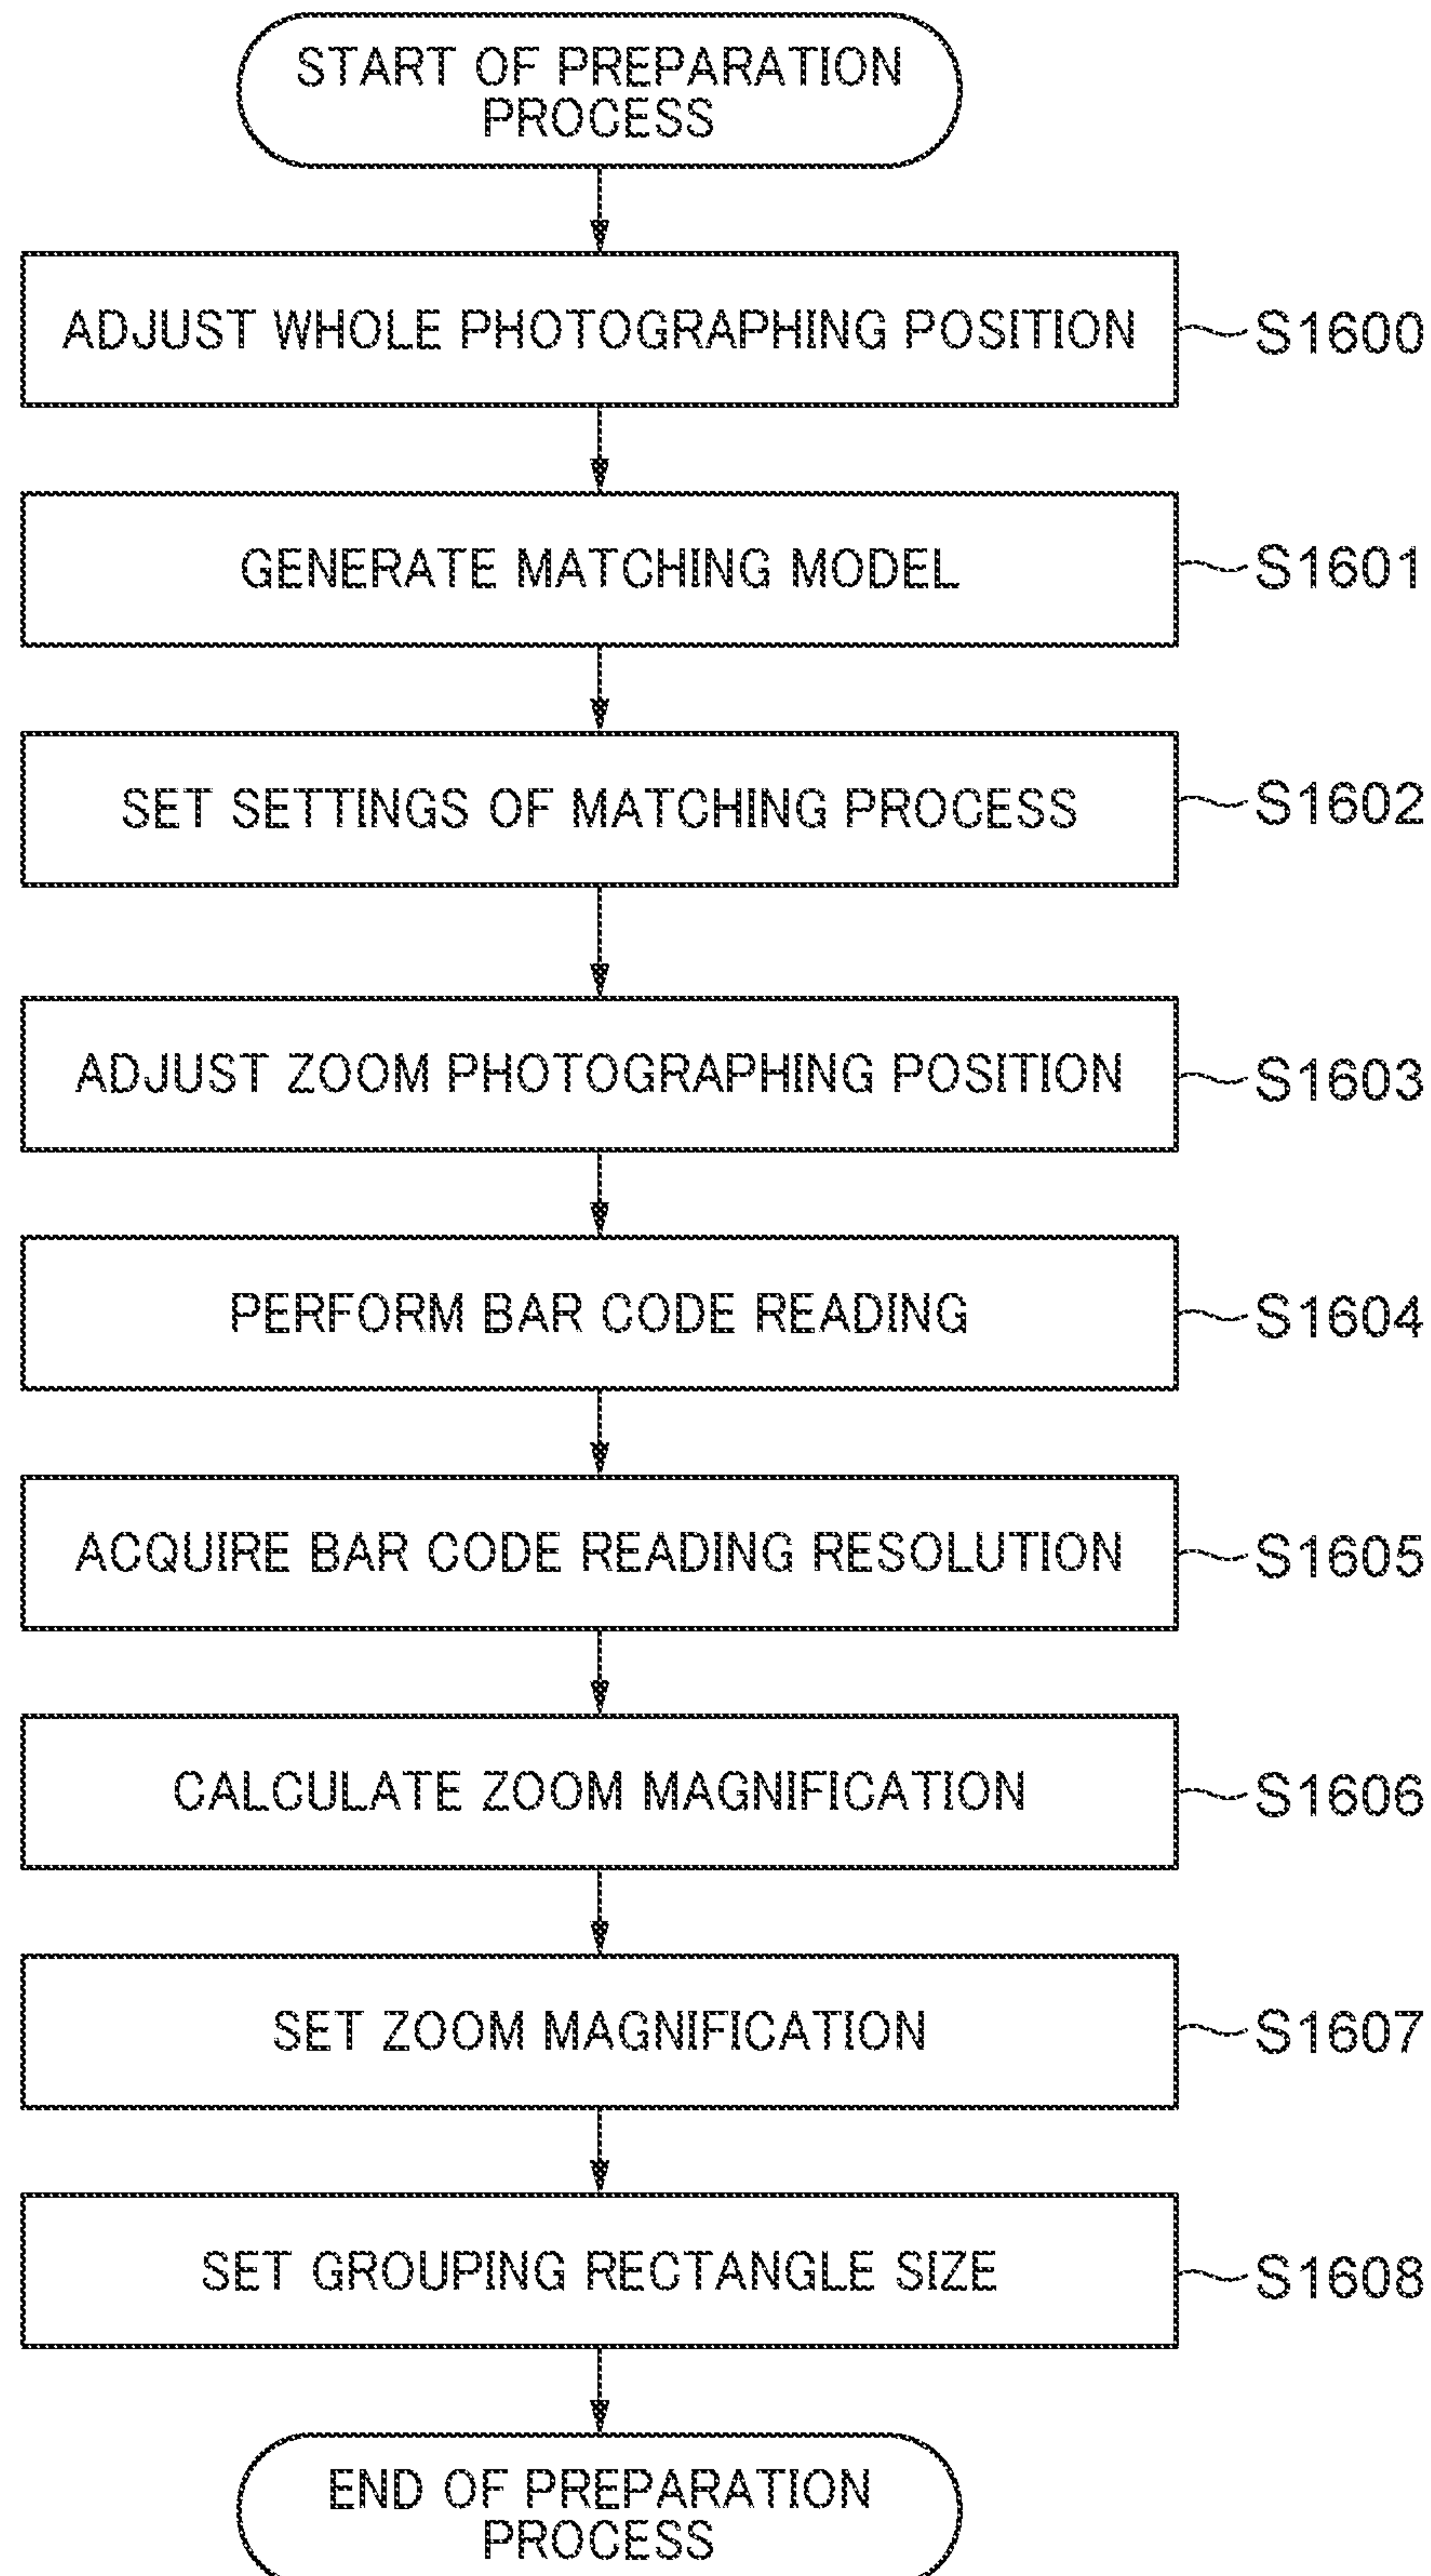 START OF PREPARATION
PROCESS
ADJUST WHOLE PHOTOGRAPHING POSITION
S1600
GENERATE MATCHING MODEL
S1601
SET SETTINGS OF MATCHING PROCESS
S1602
ADJUST ZOOM PHOTOGRAPHING POSITION
S1603
PERFORM BAR CODE READING
S1604
ACQUIRE BAR CODE READING RESOLUTION
S1605
CALCULATE ZOOM MAGNIFICATION
S1606
SET ZOOM MAGNIFICATION
S1607
SET GROUPING RECTANGLE SIZE
S1608
END OF PREPARATION
PROCESS